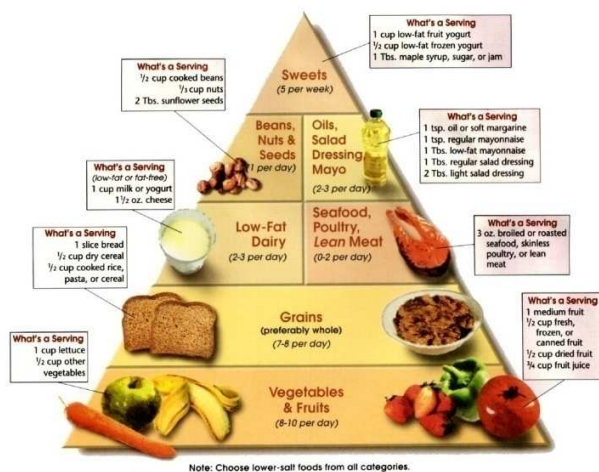 What's a Serving
1 cup low-fat fruit yogurt
½ cup low-fat frozen yogurt
1 Tbs. maple syrup, sugar, or jam
Sweets
(5 per week)
What's a Serving
½ cup cooked beans
⅓ cup nuts
2 Tbs. sunflower seeds
Beans,
Nuts &
Seeds
(1 per day)
Oils,
Salad
Dressing,
Mayo
(2-3 per day)
What's a Serving
1 tsp. oil or soft margarine
1 tsp. regular mayonnaise
1 Tbs. low-fat mayonnaise
1 Tbs. regular salad dressing
2 Tbs. light salad dressing
What's a Serving
(low-fat or fat-free)
1 cup milk or yogurt
1½ oz. cheese
Low-Fat
Dairy
(2-3 per day)
Seafood,
Poultry,
Lean Meat
(0-2 per day)
What's a Serving
3 oz. broiled or roasted
seafood, skinless
poultry, or lean
meat
What's a Serving
1 slice bread
½ cup dry cereal
½ cup cooked rice,
pasta, or cereal
Grains
(preferably whole)
(7-8 per day)
What's a Serving
1 cup lettuce
½ cup other
vegetables
Vegetables
& Fruits
(8-10 per day)
What's a Serving
1 medium fruit
½ cup fresh,
frozen, or
canned fruit
½ cup dried fruit
¾ cup fruit juice
Note: Choose lower-salt foods from all categories.